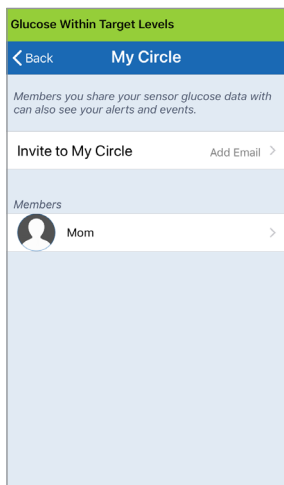 Glucose Within Target Levels
Back
My Circle
Members you share your sensor glucose data with
can also see your alerts and events.
Invite to My Circle
Add Email
Members
Mom